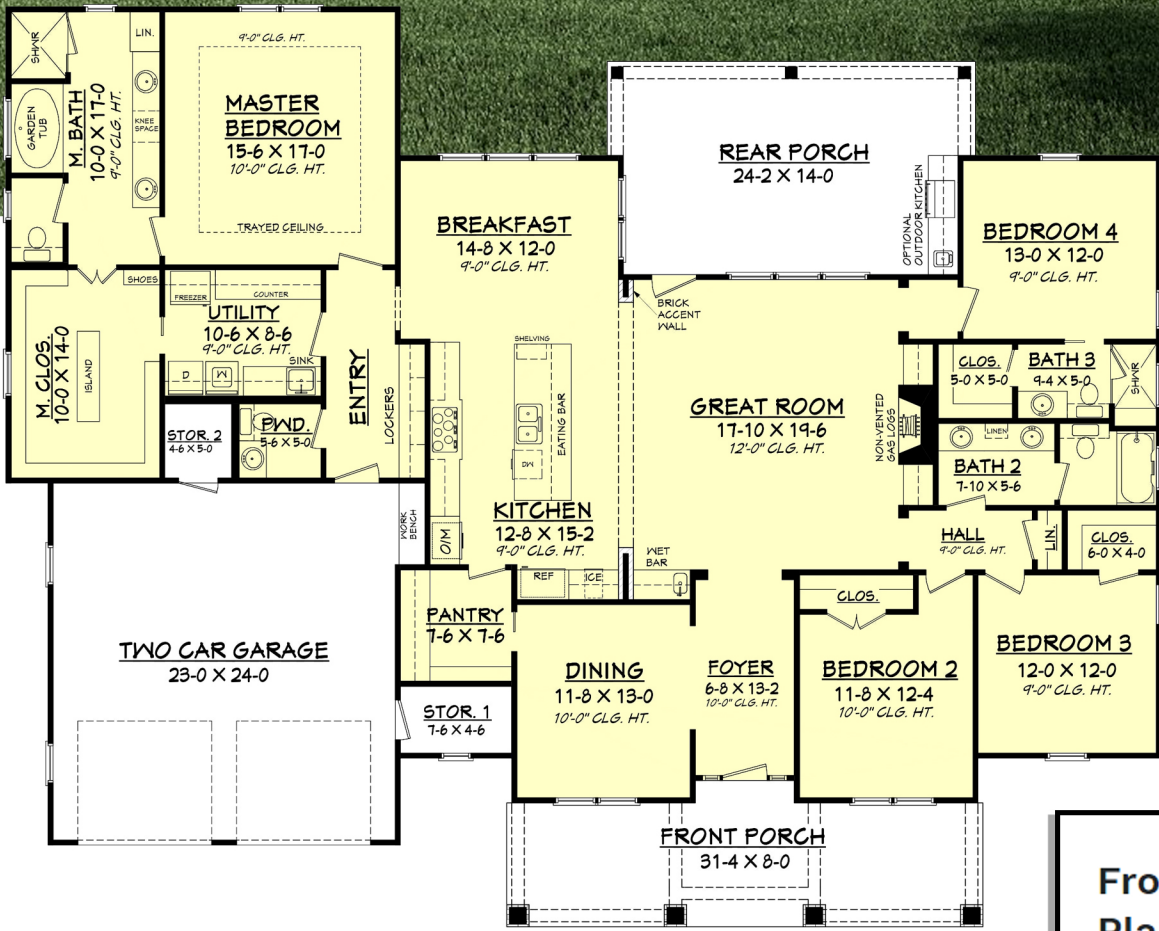 SHWR
LIN.
GARDEN
TUB
M. BATH
10-0 X 17-0
9'-0" CLG. HT.
KNEE
SPACE
9'-0" CLG. HT.
MASTER
BEDROOM
15-6 X 17-0
10'-0" CLG. HT.
TRAYED CEILING
REAR PORCH
24-2 X 14-0
OPTIONAL
OUTDOOR KITCHEN
BREAKFAST
14-8 X 12-0
9'-0" CLG. HT.
BEDROOM 4
13-0 X 12-0
9'-0" CLG. HT.
SHOES
M. CLOS.
10-0 X 14-0
ISLAND
FREEZER
COUNTER
UTILITY
10-6 X 8-6
9'-0" CLG. HT.
SINK
D
W
BRICK
ACCENT
WALL
ENTRY
LOCKERS
STOR. 2
4-6 X 5-0
PWD.
5-6 X 5-0
SHELVING
EATING BAR
DW
GREAT ROOM
17-10 X 19-6
12'-0" CLG. HT.
NON-VENTED
GAS LOGS
CLOS.
5-0 X 5-0
BATH 3
9-4 X 5-0
SHWR
LINEN
BATH 2
7-10 X 5-6
KITCHEN
12-8 X 15-2
9'-0" CLG. HT.
WORK
BENCH
O/M
REF
ICE
WET
BAR
HALL
9'-0" CLG. HT.
LIN.
CLOS.
6-0 X 4-0
PANTRY
7-6 X 7-6
CLOS.
TWO CAR GARAGE
23-0 X 24-0
DINING
11-8 X 13-0
10'-0" CLG. HT.
FOYER
6-8 X 13-2
10'-0" CLG. HT.
BEDROOM 2
11-8 X 12-4
10'-0" CLG. HT.
BEDROOM 3
12-0 X 12-0
9'-0" CLG. HT.
STOR. 1
7-6 X 4-6
FRONT PORCH
31-4 X 8-0
Fro
Pla